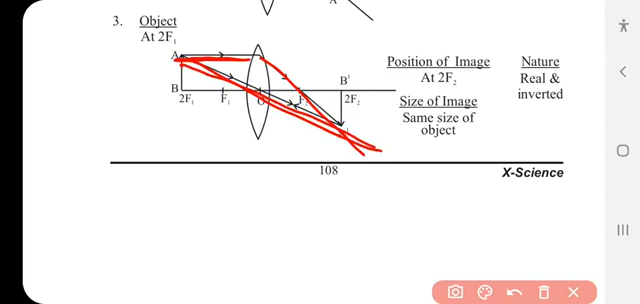 A
3. Object
At 2F₁
A
B
2F₁
F₁
O
F
B'
2F₂
Position of Image
At 2F₂
Size of Image
Same size of
object
Nature
Real &
inverted
108
X-Science